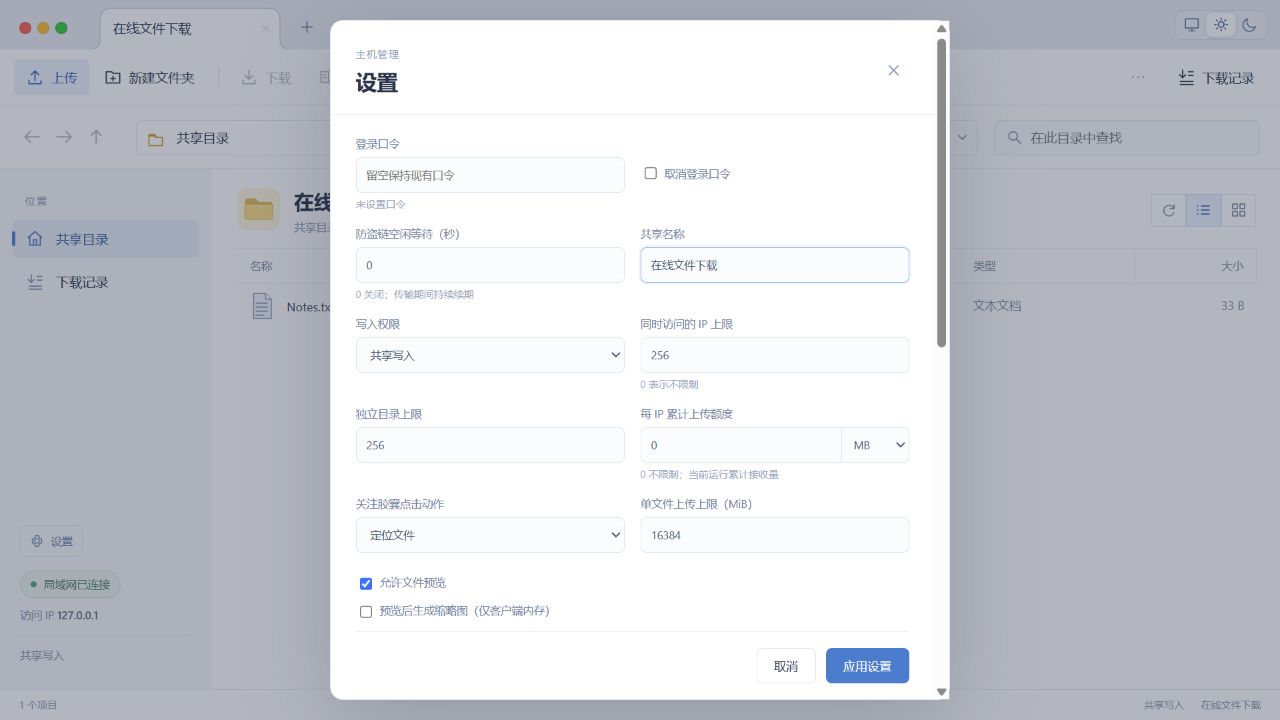 在线文件下载
上传
新建文件夹
下载
...
下载记录
共享目录
在此目录中查找
位置
共享目录
下载记录
在线
共享目
名称
类型
大小
Notes.tx
文本文档
33 B
设置
局域网已连接
访问 IP 127.0.0.1
共享写入
1 个项目
共享写入
在线文件下载
主机管理
设置
登录口令
留空保持现有口令
取消登录口令
未设置口令
防盗链空闲等待（秒）
共享名称
0
在线文件下载
0 关闭；传输期间持续续期
写入权限
同时访问的 IP 上限
共享写入
256
0 表示不限制
独立目录上限
每 IP 累计上传额度
256
0
MB
0 不限制；当前运行累计接收量
关注胶囊点击动作
单文件上传上限（MiB）
定位文件
16384
允许文件预览
预览后生成缩略图（仅客户端内存）
取消
应用设置